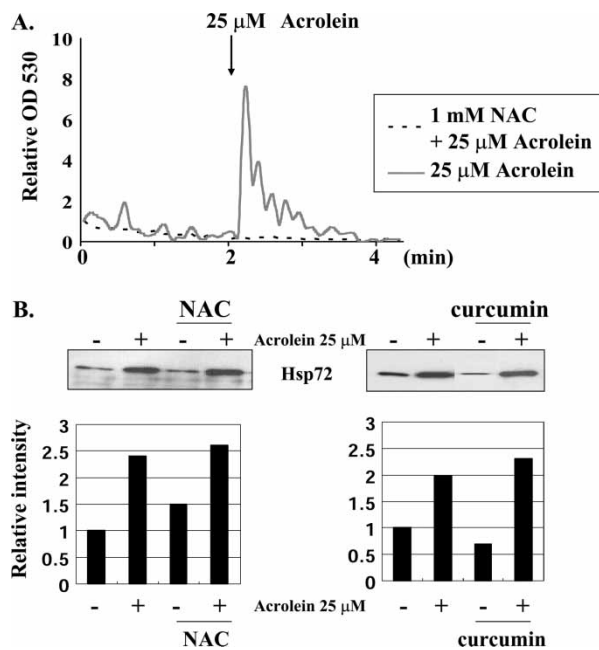 A.
25 µM Acrolein
Relative OD 530
10
8
6
4
2
0
0 2 4 (min)
1 mM NAC
+ 25 µM Acrolein
25 µM Acrolein
B.
NAC
- + - +
Acrolein 25 µM
curcumin
- + - +
Hsp72
Relative intensity
3
2.5
2
1.5
1
0.5
0
- + - +
NAC
Acrolein 25 µM
3
2.5
2
1.5
1
0.5
0
- + - +
curcumin